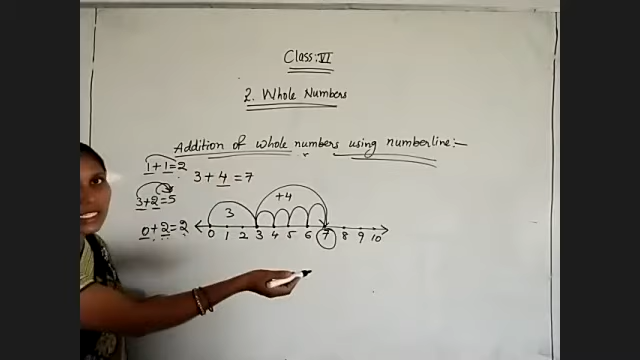 Class: VI
2. Whole Numbers
Addition of whole numbers using numberline:-
1+1=2
3+4=7
3+2=5
0+2=2
3
+4
0 1 2 3 4 5 6 7 8 9 10